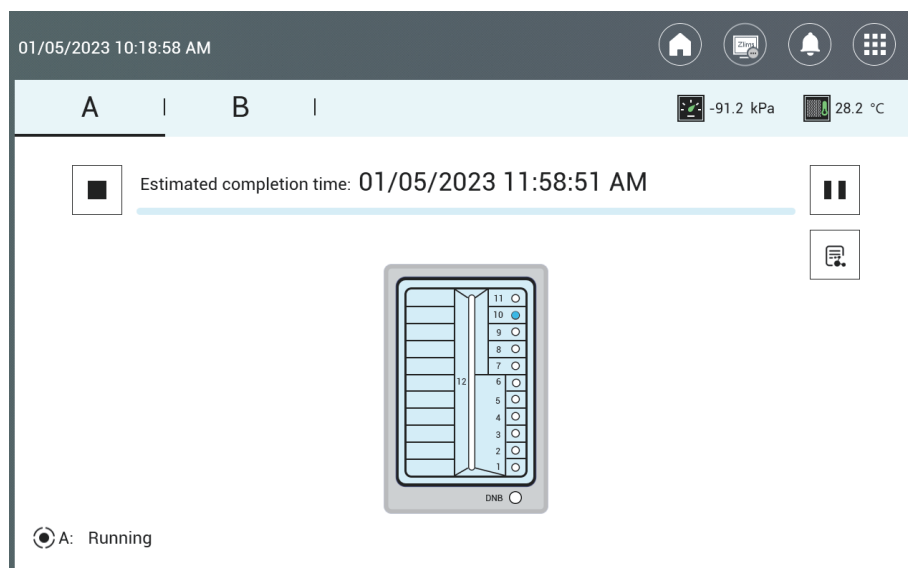 01/05/2023 10:18:58 AM
Zlims
A | B |
-91.2 kPa
28.2 °C
Estimated completion time: 01/05/2023 11:58:51 AM
11
10
9
8
7
12 6
5
4
3
2
1
DNB
A: Running